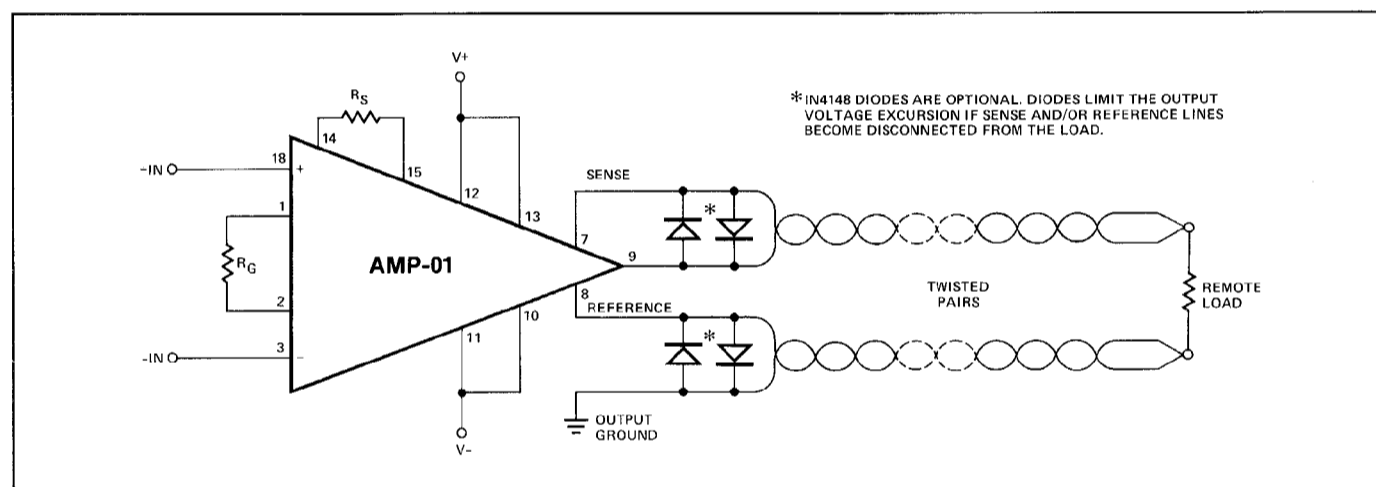 V+
* IN4148 DIODES ARE OPTIONAL. DIODES LIMIT THE OUTPUT
VOLTAGE EXCURSION IF SENSE AND/OR REFERENCE LINES
BECOME DISCONNECTED FROM THE LOAD.
RS
14
15
-IN
18
+
12
SENSE
1
13
*
7
RG
AMP-01
9
2
8
TWISTED
PAIRS
REMOTE
LOAD
REFERENCE
10
11
*
-IN
3
-
OUTPUT
GROUND
V-